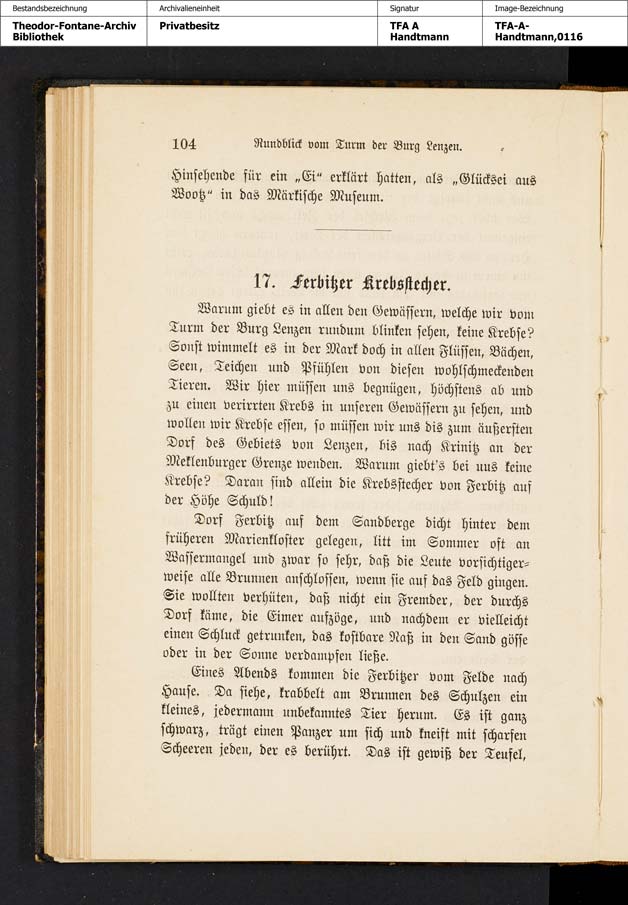 Bestandsbezeichnung
Archivalieneinheit
Signatur
Image-Bezeichnung
Theodor-Fontane-Archiv
Bibliothek
Privatbesitz
TFA A
Handtmann
TFA-A-
Handtmann,0116
104 Rundblick vom Turm der Burg Lenzen.
Hinsehende für ein „Ei“ erklärt hatten, als „Glücksei aus
Wootz“ in das Märkische Museum.
17. Ferbitzer Krebsstecher.
Warum giebt es in allen den Gewässern, welche wir vom
Turm der Burg Lenzen rundum blinken sehen, keine Krebse?
Sonst wimmelt es in der Mark doch in allen Flüssen, Bächen,
Seen, Teichen und Pfühlen von diesen wohlschmeckenden
Tieren. Wir hier müssen uns begnügen, höchstens ab und
zu einen verirrten Krebs in unseren Gewässern zu sehen, und
wollen wir Krebse essen, so müssen wir uns bis zum äußersten
Dorf des Gebiets von Lenzen, bis nach Krinitz an der
Meklenburger Grenze wenden. Warum giebt's bei uns keine
Krebse? Daran sind allein die Krebsstecher von Ferbitz auf
der Höhe Schuld!
Dorf Ferbitz auf dem Sandberge dicht hinter dem
früheren Marienkloster gelegen, litt im Sommer oft an
Wassermangel und zwar so sehr, daß die Leute vorsichtiger-
weise alle Brunnen anschlossen, wenn sie auf das Feld gingen.
Sie wollten verhüten, daß nicht ein Fremder, der durchs
Dorf käme, die Eimer aufzöge, und nachdem er vielleicht
einen Schluck getrunken, das kostbare Naß in den Sand gösse
oder in der Sonne verdampfen ließe.
Eines Abends kommen die Ferbitzer vom Felde nach
Hause. Da siehe, krabbelt am Brunnen des Schulzen ein
kleines, jedermann unbekanntes Tier herum. Es ist ganz
schwarz, trägt einen Panzer um sich und kneift mit scharfen
Scheeren jeden, der es berührt. Das ist gewiß der Teufel,